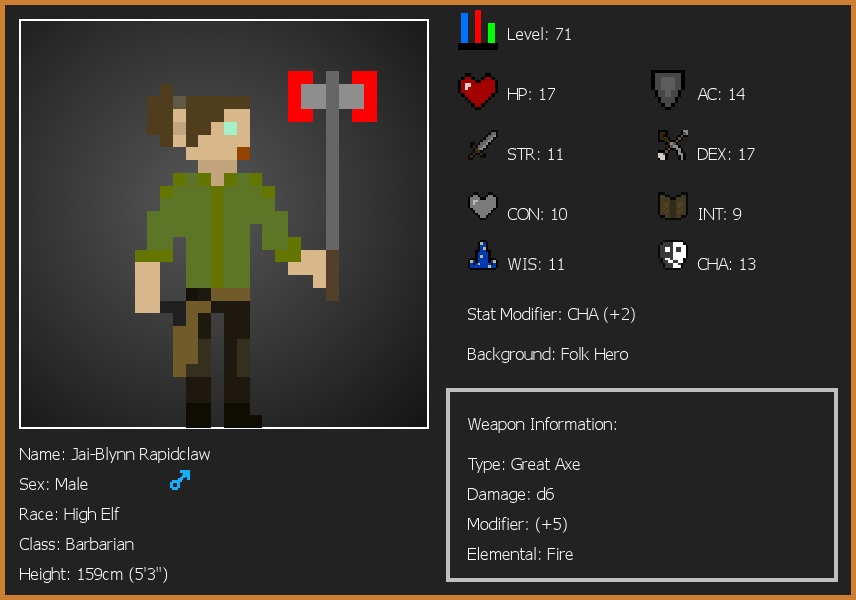 Level: 71
HP: 17
AC: 14
STR: 11
DEX: 17
CON: 10
INT: 9
WIS: 11
CHA: 13
Stat Modifier: CHA (+2)
Background: Folk Hero
Weapon Information:
Type: Great Axe
Damage: d6
Modifier: (+5)
Elemental: Fire
Name: Jai-Blynn Rapidclaw
Sex: Male
Race: High Elf
Class: Barbarian
Height: 159cm (5'3")